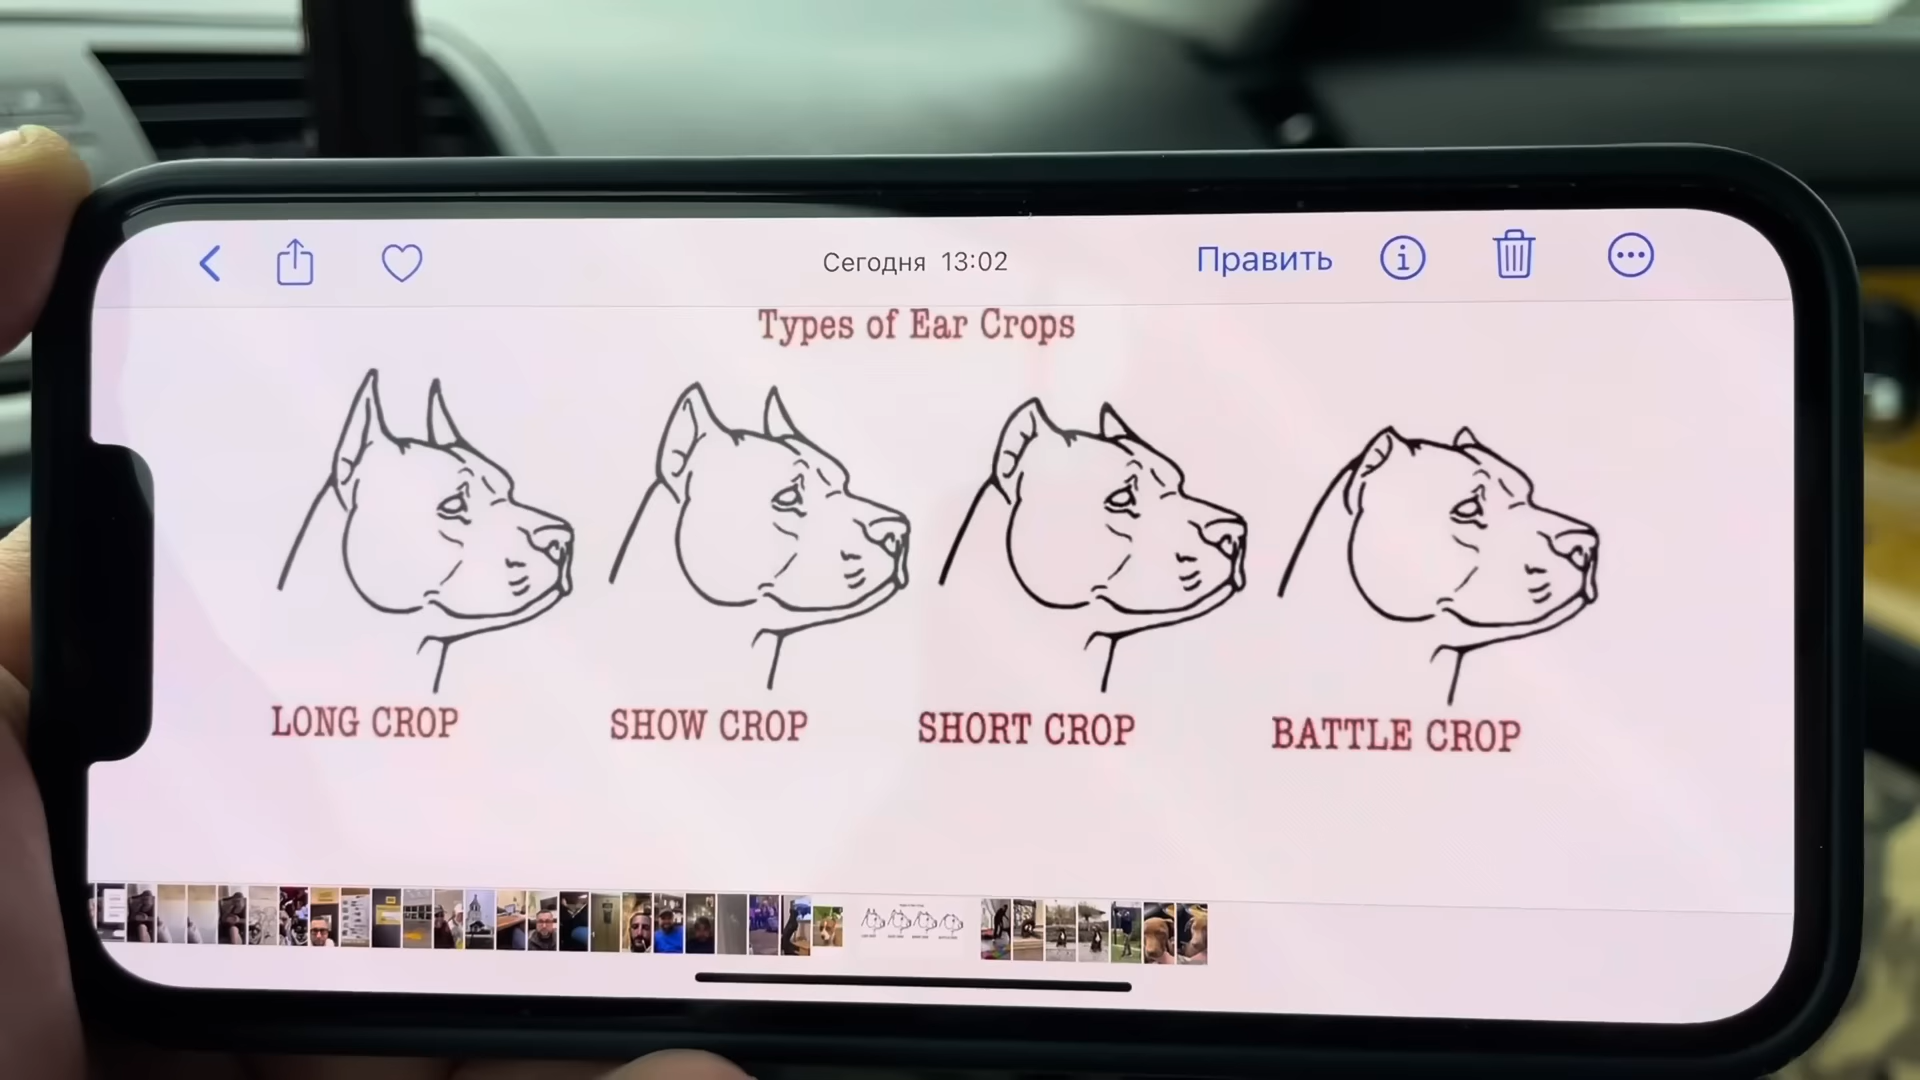 Сегодня 13:02
Править
Types of Ear Crops
LONG CROP
SHOW CROP
SHORT CROP
BATTLE CROP